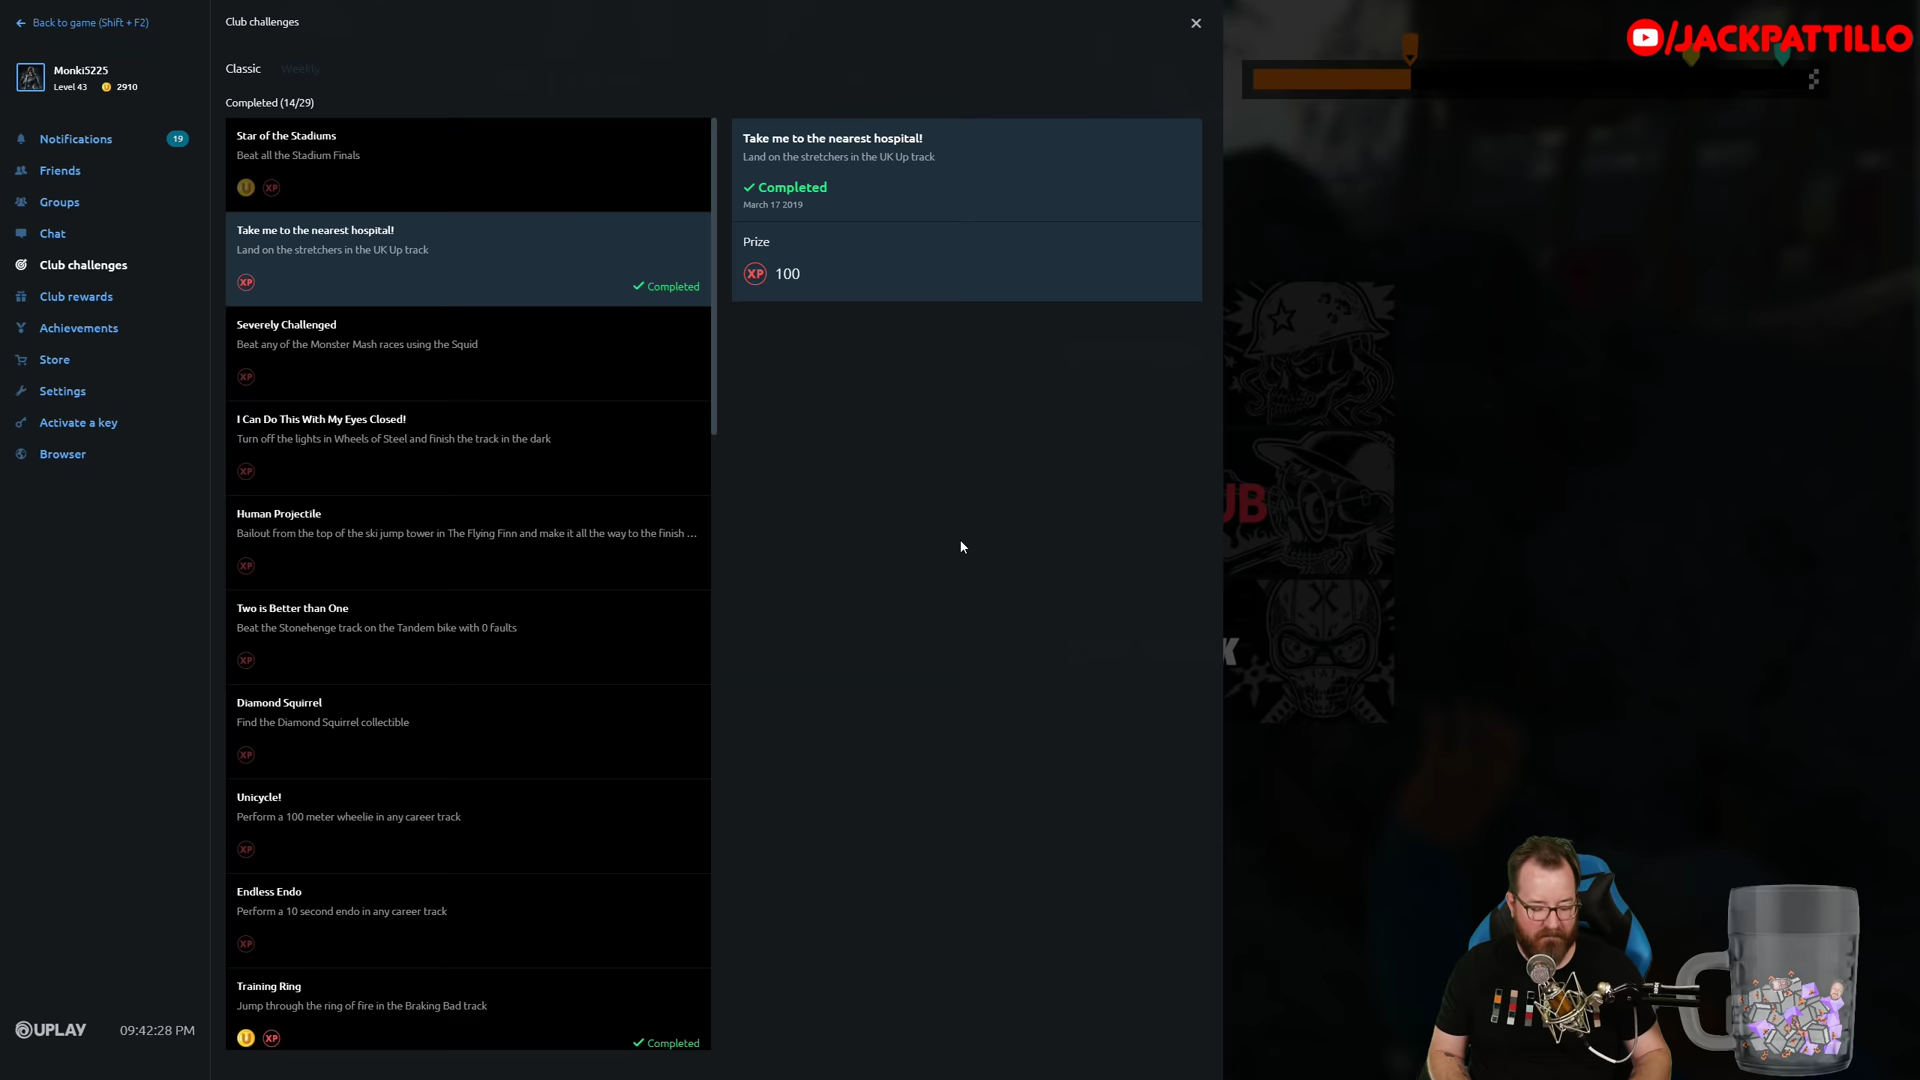 Back to game (Shift + F2)
Monki5225
Level 43
2910
Notifications
19
Friends
Groups
Chat
Club challenges
Club rewards
Achievements
Store
Settings
Activate a key
Browser
UPLAY
09:42:28 PM
Club challenges
Classic
Weekly
Completed (14/29)
Star of the Stadiums
Beat all the Stadium Finals
U
XP
Take me to the nearest hospital!
Land on the stretchers in the UK Up track
XP
Completed
Severely Challenged
Beat any of the Monster Mash races using the Squid
XP
I Can Do This With My Eyes Closed!
Turn off the lights in Wheels of Steel and finish the track in the dark
XP
Human Projectile
Bailout from the top of the ski jump tower in The Flying Finn and make it all the way to the finish ...
XP
Two is Better than One
Beat the Stonehenge track on the Tandem bike with 0 faults
XP
Diamond Squirrel
Find the Diamond Squirrel collectible
XP
Unicycle!
Perform a 100 meter wheelie in any career track
XP
Endless Endo
Perform a 10 second endo in any career track
XP
Training Ring
Jump through the ring of fire in the Braking Bad track
U
XP
Completed
Take me to the nearest hospital!
Land on the stretchers in the UK Up track
Completed
March 17 2019
Prize
XP 100
/JACKPATTILLO
UB
K